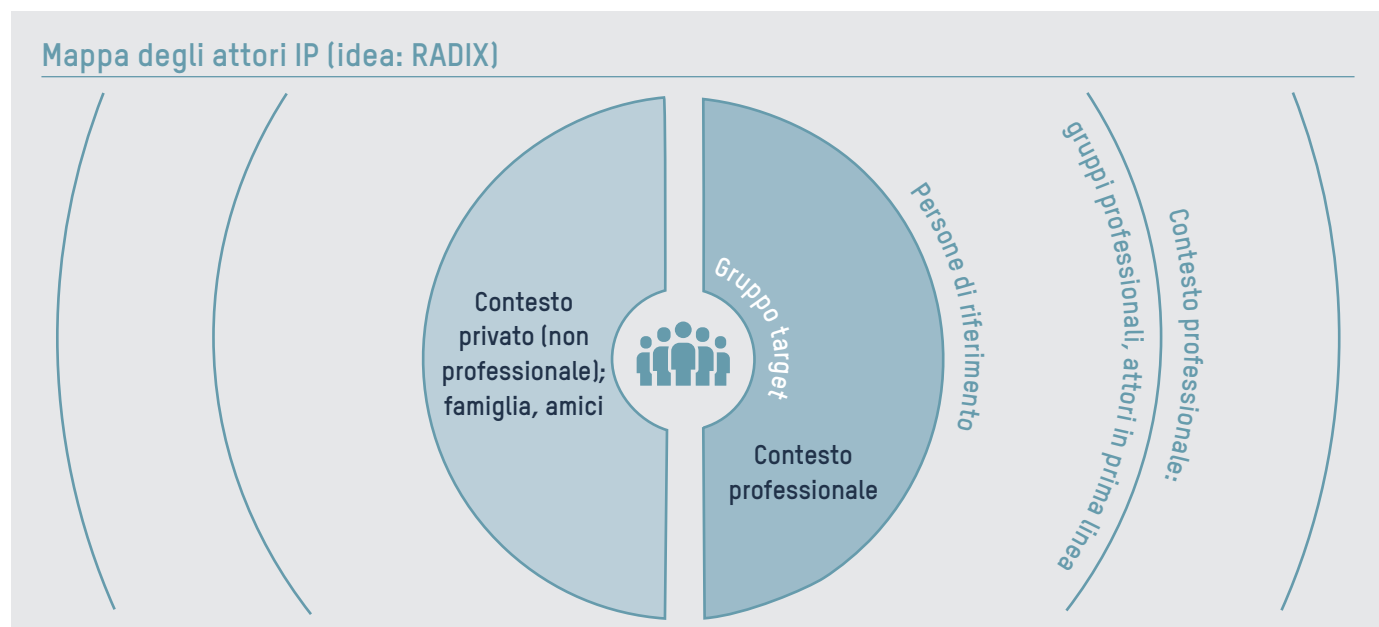 Mappa degli attori IP (idea: RADIX)
Contesto
privato (non
professionale);
famiglia, amici
Gruppo target
Contesto
professionale
Persone di riferimento
gruppi professionali, attori in prima linea
Contesto professionale: